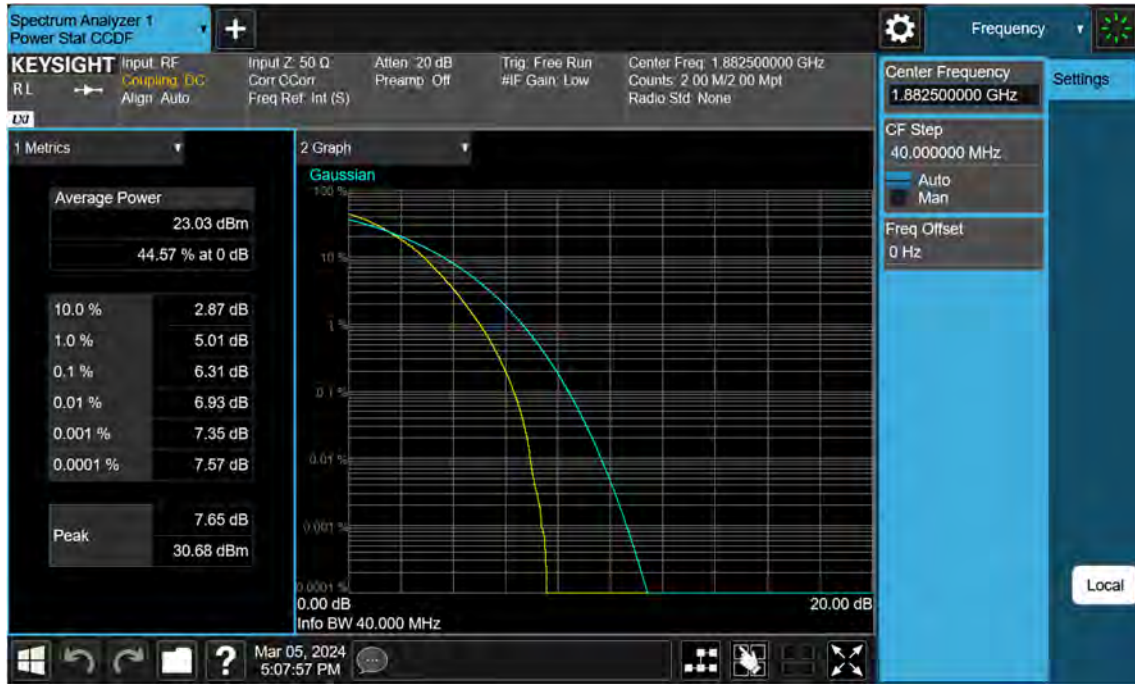 Spectrum Analyzer 1
Power Stat CCDF
Frequency
KEYSIGHT
RL
LXI
Input: RF
Coupling: DC
Align: Auto
Input Z: 50 Ω
Corr CCorr
Freq Ref: Int (S)
Atten: 20 dB
Preamp: Off
Trig: Free Run
#IF Gain: Low
Center Freq: 1.882500000 GHz
Counts: 2.00 M/2.00 Mpt
Radio Std: None
Center Frequency
1.882500000 GHz
Settings
CF Step
40.000000 MHz
Auto
Man
Freq Offset
0 Hz
Local
1 Metrics
Average Power
23.03 dBm
44.57 % at 0 dB
10.0 % 2.87 dB
1.0 % 5.01 dB
0.1 % 6.31 dB
0.01 % 6.93 dB
0.001 % 7.35 dB
0.0001 % 7.57 dB
Peak
7.65 dB
30.68 dBm
2 Graph
Gaussian
100 %
10 %
1 %
0.1 %
0.01 %
0.001 %
0.0001 %
0.00 dB 20.00 dB
Info BW 40.000 MHz
?
Mar 05, 2024
5:07:57 PM